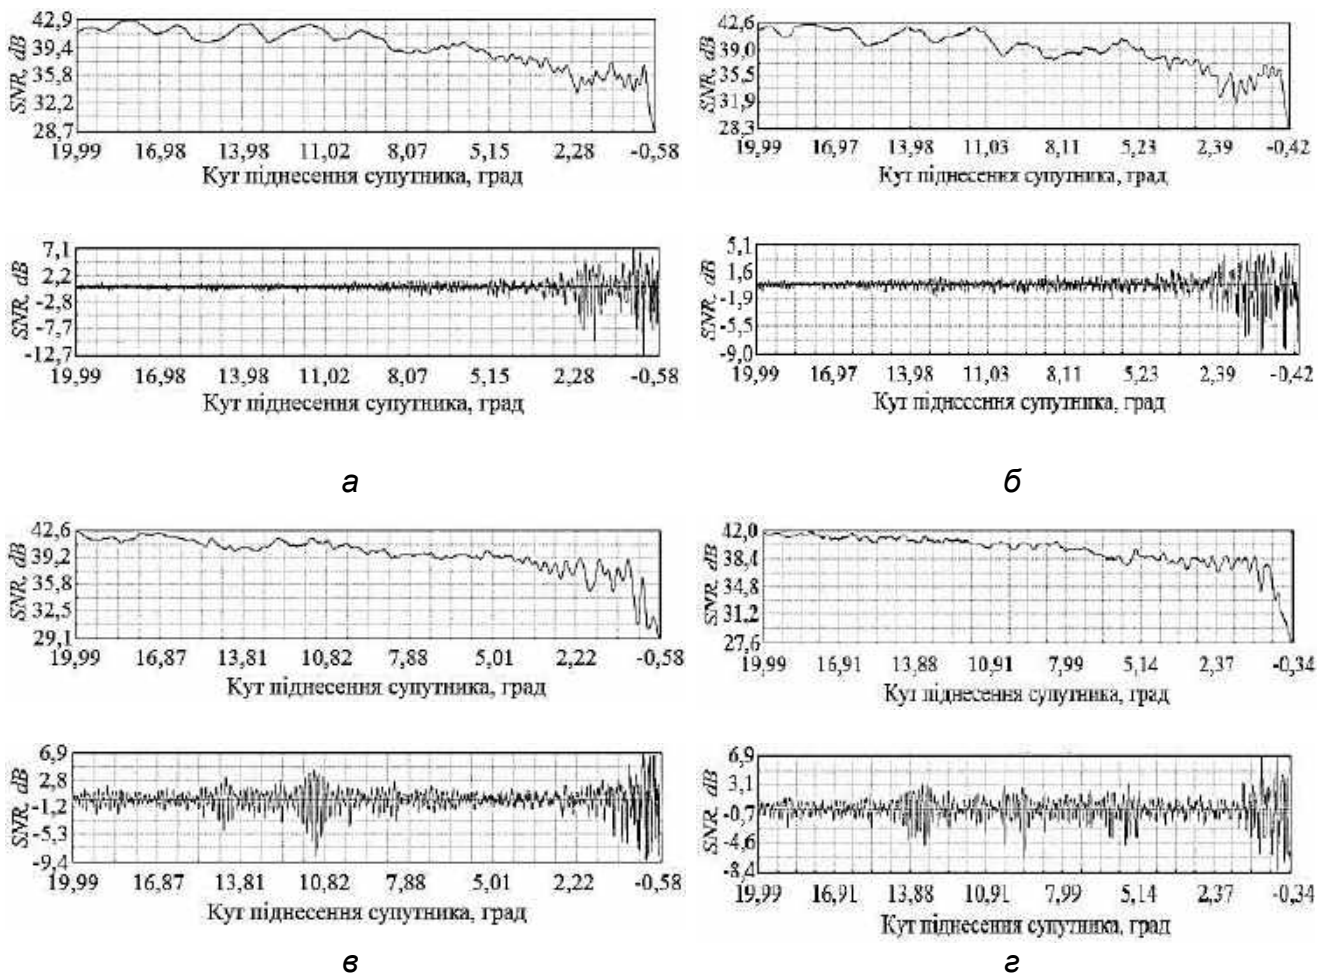 SNR, dB
42,9
39,4
35,8
32,2
28,7
19,99 16,98 13,98 11,02 8,07 5,15 2,28 -0,58
Кут піднесення супутника, град
SNR, dB
42,6
39,0
35,5
31,9
28,3
19,99 16,97 13,98 11,03 8,11 5,23 2,39 -0,42
Кут піднесення супутника, град
SNR, dB
7,1
2,2
-2,8
-7,7
-12,7
19,99 16,98 13,98 11,02 8,07 5,15 2,28 -0,58
Кут піднесення супутника, град
SNR, dB
5,1
1,6
-1,9
-5,5
-9,0
19,99 16,97 13,98 11,03 8,11 5,23 2,39 -0,42
Кут піднесення супутника, град
а
б
SNR, dB
42,6
39,2
35,8
32,5
29,1
19,99 16,87 13,81 10,82 7,88 5,01 2,22 -0,58
Кут піднесення супутника, град
SNR, dB
42,0
38,4
34,8
31,2
27,6
19,99 16,91 13,88 10,91 7,99 5,14 2,37 -0,34
Кут піднесення супутника, град
SNR, dB
6,9
2,8
-1,2
-5,3
-9,4
19,99 16,87 13,81 10,82 7,88 5,01 2,22 -0,58
Кут піднесення супутника, град
SNR, dB
6,9
3,1
-0,7
-4,6
-8,4
19,99 16,91 13,88 10,91 7,99 5,14 2,37 -0,34
Кут піднесення супутника, град
в
г